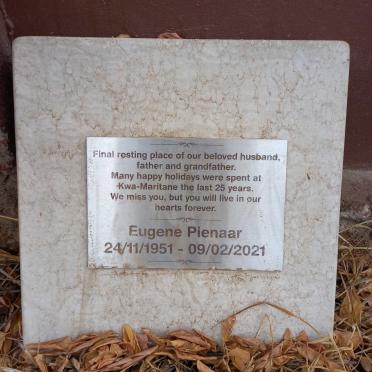 Final resting place of our beloved husband,
father and grandfather.
Many happy holidays were spent at
Kwa-Maritane the last 25 years.
We miss you, but you will live in our
hearts forever.
Eugene Pienaar
24/11/1951 - 09/02/2021